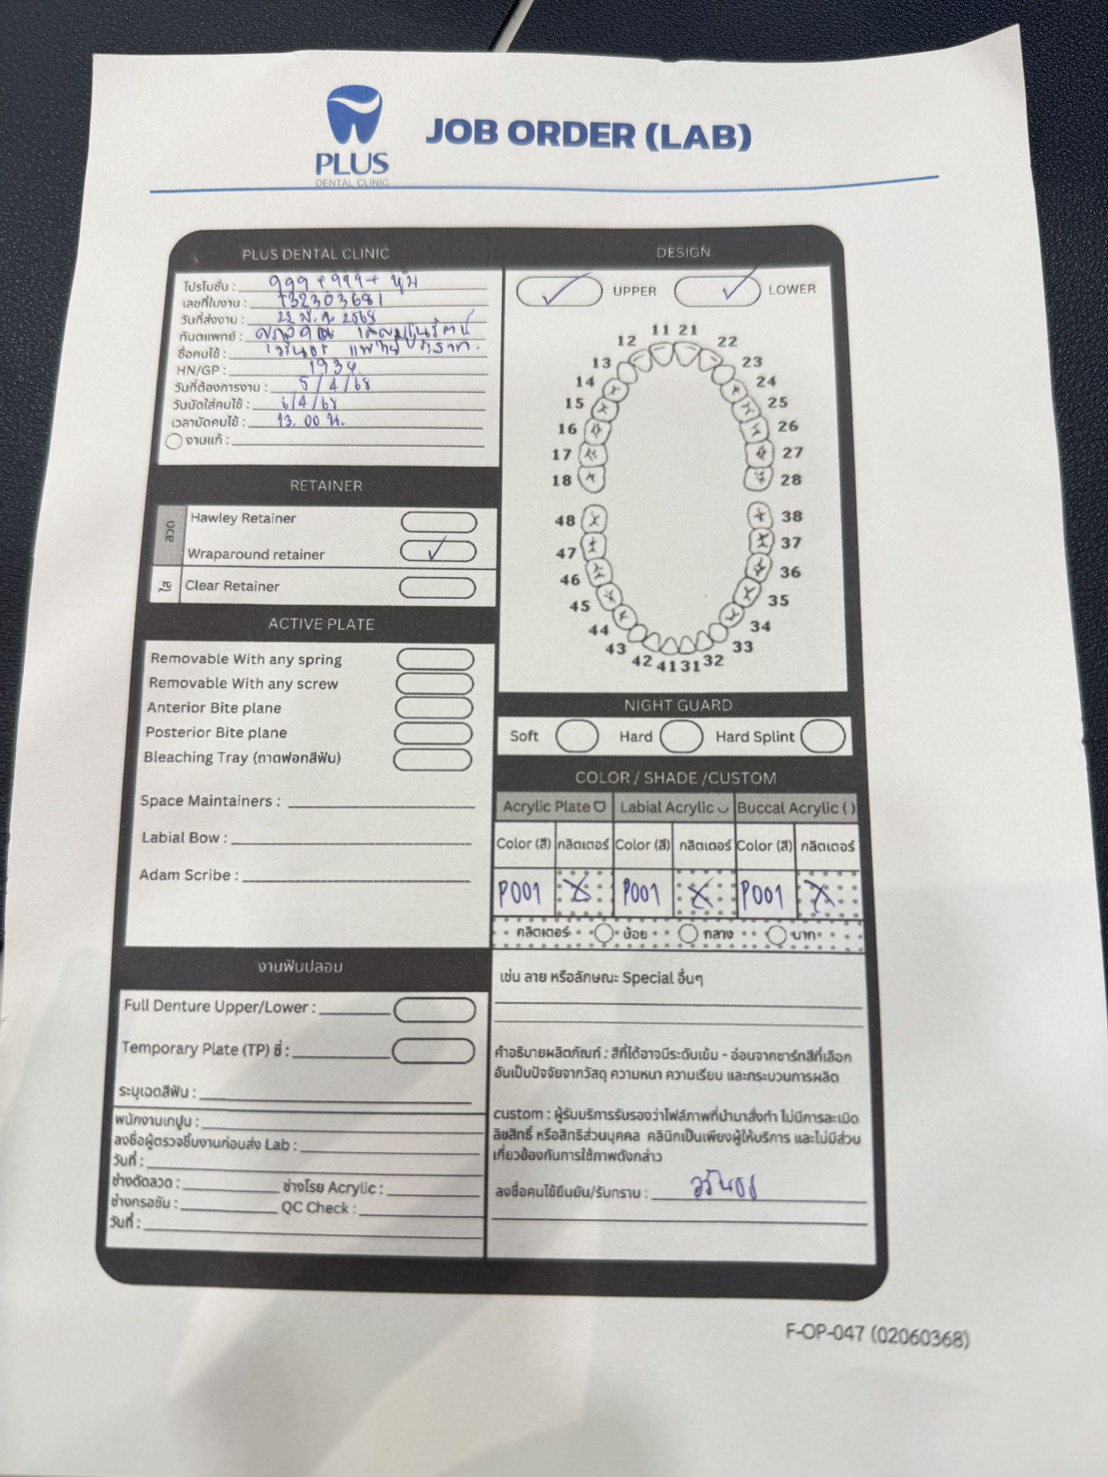 PLUS
DENTAL CLINIC
JOB ORDER (LAB)
PLUS DENTAL CLINIC
โปรโมชั่น : 999 + 999 +
เลขที่ใบงาน : T32303681
วันที่ส่งงาน : 23 มี.ค. 2568
ทันตแพทย์ :
ชื่อคนไข้ :
HN/GP : 1934
วันที่ต้องการงาน : 5/4/68
วันนัดใส่คนไข้ : 6/4/68
เวลานัดคนไข้ : 13.00 น.
งานแก้ :
DESIGN
UPPER
LOWER
11 21
12 22
13 23
14 24
15 25
16 26
17 27
18 28
48 38
47 37
46 36
45 35
44 34
43 33
42 41 31 32
RETAINER
ลวด
Hawley Retainer
Wraparound retainer
ใส
Clear Retainer
ACTIVE PLATE
Removable With any spring
Removable With any screw
Anterior Bite plane
Posterior Bite plane
Bleaching Tray (ถาดฟอกสีฟัน)
Space Maintainers :
Labial Bow :
Adam Scribe :
NIGHT GUARD
Soft Hard Hard Splint
COLOR / SHADE /CUSTOM
Acrylic Plate Labial Acrylic Buccal Acrylic ( )
Color (สี) กลิตเตอร์ Color (สี) กลิตเตอร์ Color (สี) กลิตเตอร์
P001 X P001 X P001 X
กลิตเตอร์ น้อย กลาง มาก
เช่น ลาย หรือลักษณะ Special อื่นๆ
คำอธิบายผลิตภัณฑ์ : สีที่ได้อาจมีระดับเข้ม - อ่อนจากชาร์ทสีที่เลือก
อันเป็นปัจจัยจากวัสดุ ความหนา ความเรียบ และกระบวนการผลิต
custom : ผู้รับบริการรับรองว่าไฟล์ภาพที่นำมาสั่งทำ ไม่มีการละเมิด
ลิขสิทธิ์ หรือสิทธิส่วนบุคคล คลินิกเป็นเพียงผู้ให้บริการ และไม่มีส่วน
เกี่ยวข้องกับการใช้ภาพดังกล่าว
ลงชื่อคนไข้ยืนยัน/รับทราบ :
งานฟันปลอม
Full Denture Upper/Lower :
Temporary Plate (TP) ซี่ :
ระบุเฉดสีฟัน :
พนักงานเทปูน :
ลงชื่อผู้ตรวจชิ้นงานก่อนส่ง Lab :
วันที่ :
ช่างดัดลวด : ช่างโรย Acrylic :
ช่างกรอขัน : QC Check :
วันที่ :
F-OP-047 (02060368)